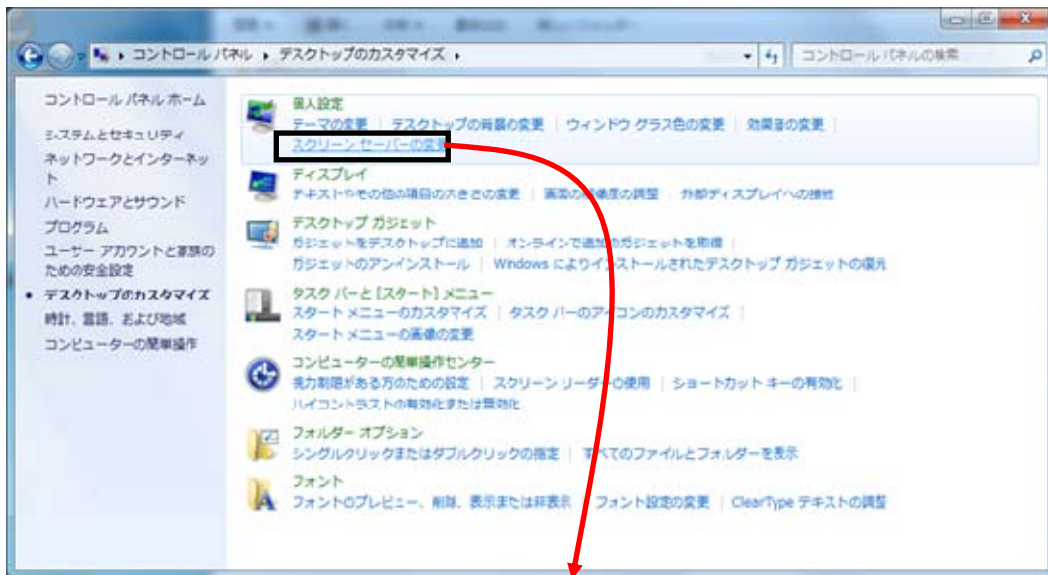 コントロール パネル ▸ デスクトップのカスタマイズ ▸
コントロール パネルの検索
コントロール パネル ホーム
システムとセキュリティ
ネットワークとインターネッ
ト
ハードウェアとサウンド
プログラム
ユーザー アカウントと家族の
ための安全設定
• デスクトップのカスタマイズ
時計、言語、および地域
コンピューターの簡単操作
個人設定
テーマの変更 | デスクトップの背景の変更 | ウィンドウ グラス色の変更 | 効果音の変更 |
スクリーン セーバーの変更
ディスプレイ
テキストやその他の項目の大きさの変更 | 画面の解像度の調整 | 外部ディスプレイへの接続
デスクトップ ガジェット
ガジェットをデスクトップに追加 | オンラインで追加のガジェットを取得 |
ガジェットのアンインストール | Windows によりインストールされたデスクトップ ガジェットの復元
タスク バーと [スタート] メニュー
スタート メニューのカスタマイズ | タスク バーのアイコンのカスタマイズ |
スタート メニューの画像の変更
コンピューターの簡単操作センター
視力制限がある方のための設定 | スクリーン リーダーの使用 | ショートカット キーの有効化 |
ハイコントラストの有効化または無効化
フォルダー オプション
シングルクリックまたはダブルクリックの指定 | すべてのファイルとフォルダーを表示
フォント
フォントのプレビュー、削除、表示または非表示 | フォント設定の変更 | ClearType テキストの調整